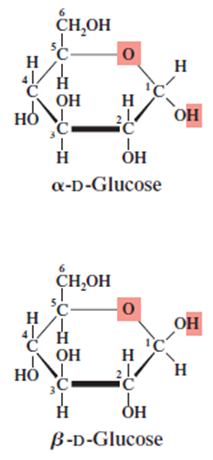 6
CH₂OH
5
C O
H H
4 H 1
C C
OH H
HO OH
C 2 C
3
H OH
α-D-Glucose
6
CH₂OH
5
C O
H OH
4 H 1
C C
OH H
HO H
C 2 C
3
H OH
β-D-Glucose